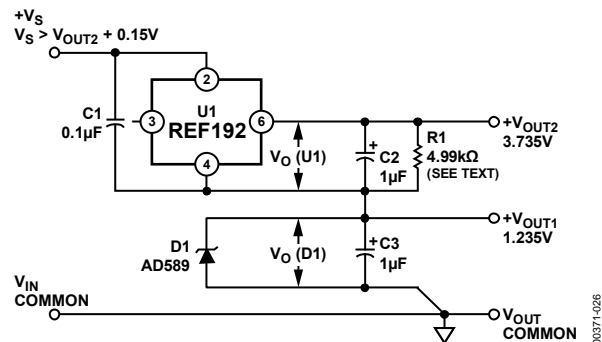 +VS
VS > VOUT2 + 0.15V
2
U1
REF192
3
6
4
C1
0.1µF
VO (U1)
+
C2
1µF
R1
4.99kΩ
(SEE TEXT)
+VOUT2
3.735V
D1
AD589
VO (D1)
+
C3
1µF
+VOUT1
1.235V
VIN
COMMON
VOUT
COMMON
00371-026